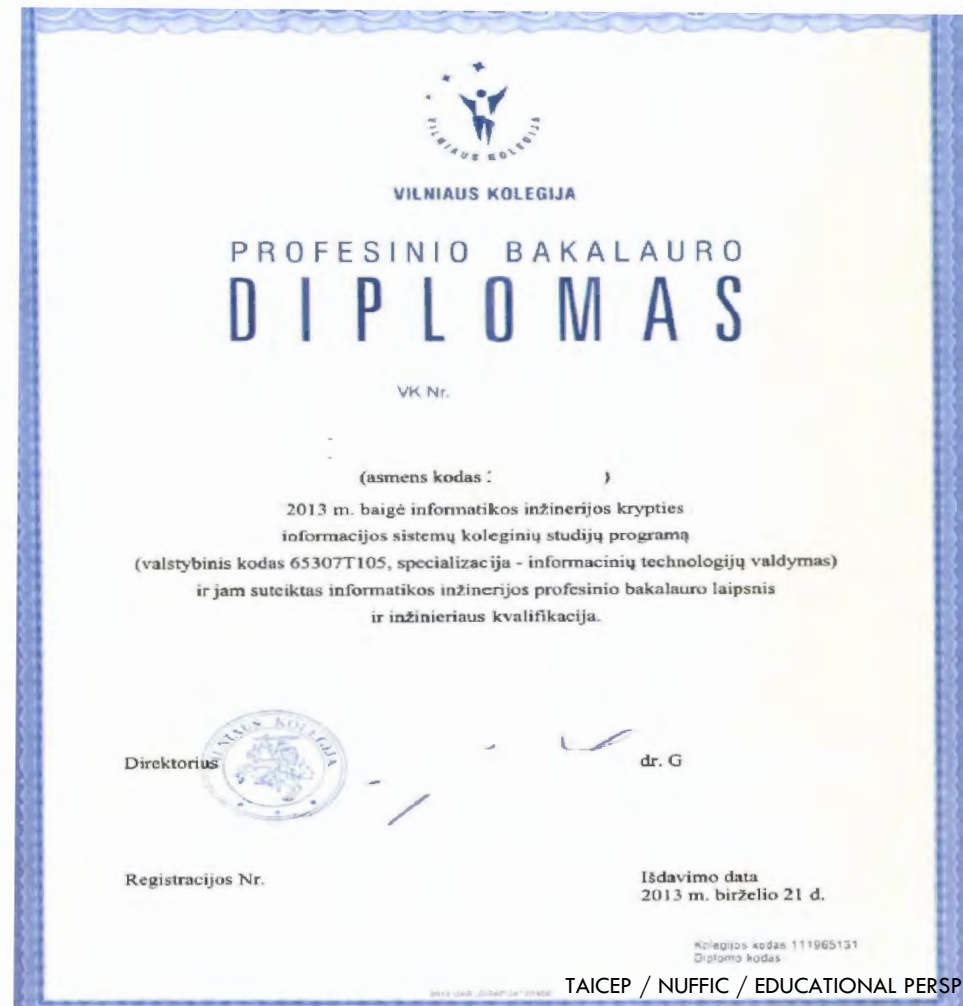 VILNIAUS KOLEGIJA
VILNIAUS KOLEGIJA
PROFESINIO BAKALAURO
DIPLOMAS
VK Nr.
(asmens kodas : )
2013 m. baigė informatikos inžinerijos krypties
informacijos sistemų koleginių studijų programą
(valstybinis kodas 65307T105, specializacija - informacinių technologijų valdymas)
ir jam suteiktas informatikos inžinerijos profesinio bakalauro laipsnis
ir inžinieriaus kvalifikacija.
VILNIAUS KOLEGIJA
Direktorius
dr. G
Registracijos Nr.
Išdavimo data
2013 m. birželio 21 d.
Kolegijos kodas 111965131
Diplomo kodas
TAICEP / NUFFIC / EDUCATIONAL PERSP